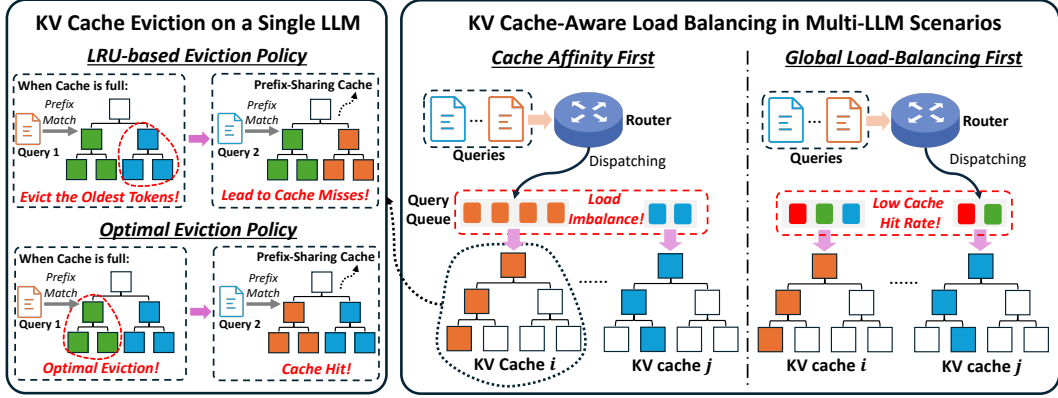 KV Cache Eviction on a Single LLM
LRU-based Eviction Policy
When Cache is full:
Prefix
Match
Query 1
Evict the Oldest Tokens!
Prefix-Sharing Cache
Prefix
Match
Query 2
Lead to Cache Misses!
Optimal Eviction Policy
When Cache is full:
Prefix
Match
Query 1
Optimal Eviction!
Prefix-Sharing Cache
Prefix
Match
Query 2
Cache Hit!
KV Cache-Aware Load Balancing in Multi-LLM Scenarios
Cache Affinity First
...
Queries
Router
Dispatching
Query
Queue
Load
Imbalance!
......
KV Cache i
KV cache j
Global Load-Balancing First
...
Queries
Router
Dispatching
Low Cache
Hit Rate!
......
KV Cache i
KV cache j